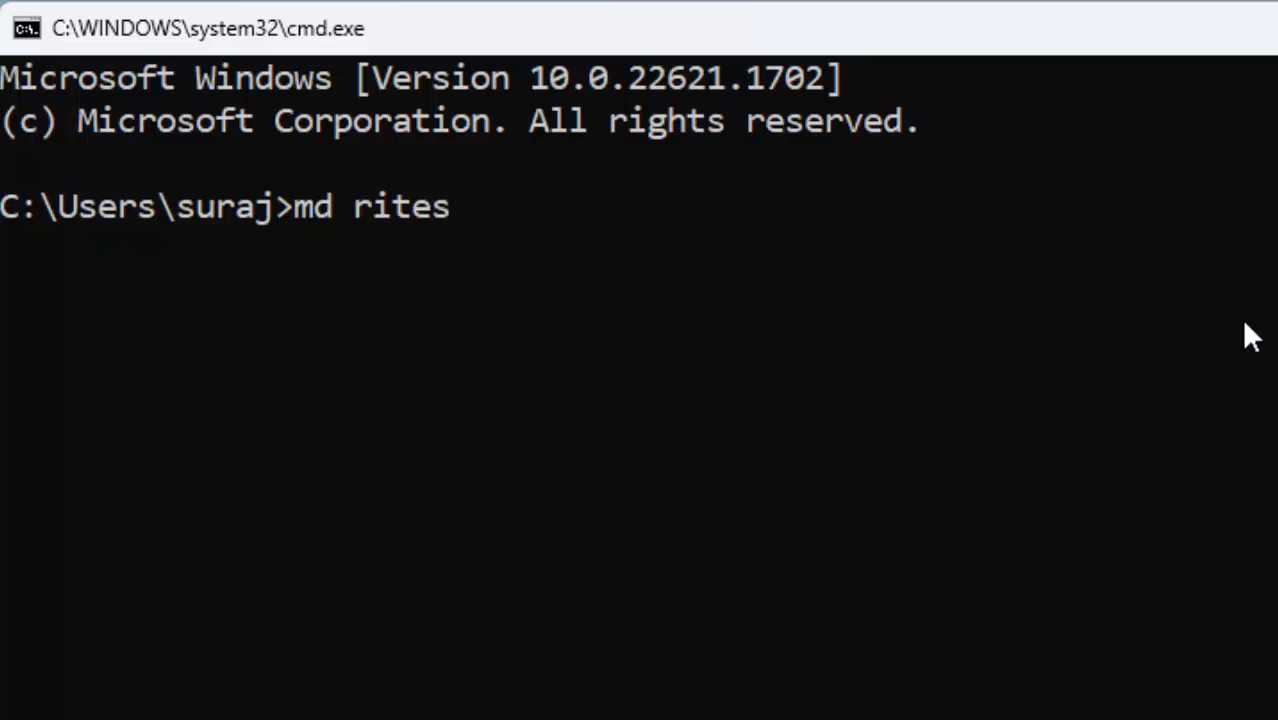 C:\WINDOWS\system32\cmd.exe
Microsoft Windows [Version 10.0.22621.1702]
(c) Microsoft Corporation. All rights reserved.
C:\Users\suraj>md rites